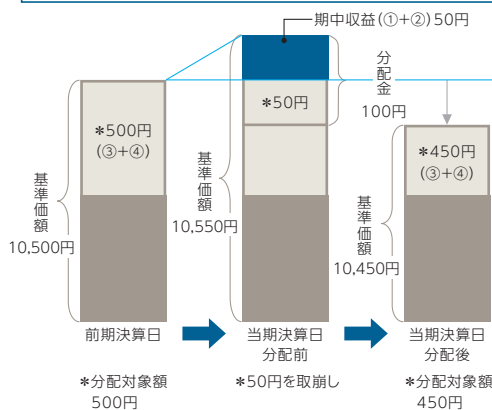 期中収益(①+②)50円
分配金
100円
*50円
*500円
(③+④)
*450円
(③+④)
基準価額
10,500円
基準価額
10,550円
基準価額
10,450円
前期決算日
当期決算日
分配前
当期決算日
分配後
*分配対象額
500円
*50円を取崩し
*分配対象額
450円